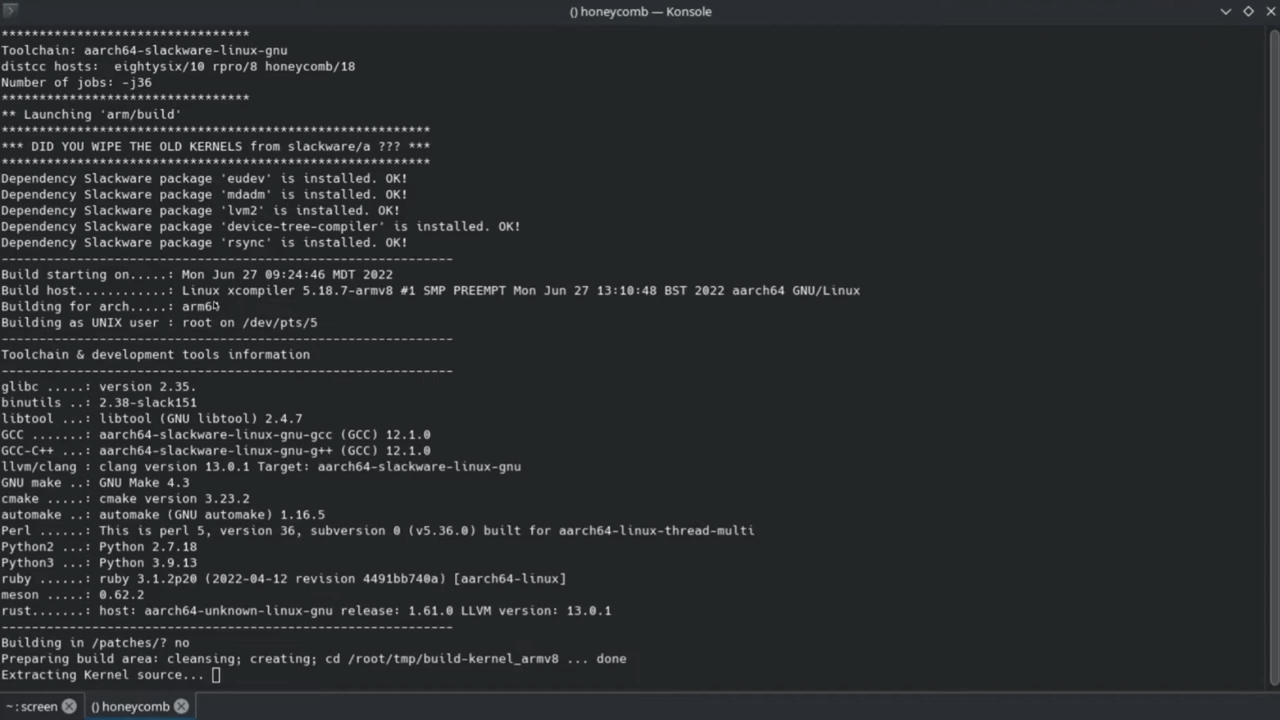 () honeycomb — Konsole
*********************************
Toolchain: aarch64-slackware-linux-gnu
distcc hosts:  eightysix/10 rpro/8 honeycomb/18
Number of jobs: -j36
*********************************
** Launching 'arm/build'
*********************************************************
*** DID YOU WIPE THE OLD KERNELS from slackware/a ??? ***
*********************************************************
Dependency Slackware package 'eudev' is installed. OK!
Dependency Slackware package 'mdadm' is installed. OK!
Dependency Slackware package 'lvm2' is installed. OK!
Dependency Slackware package 'device-tree-compiler' is installed. OK!
Dependency Slackware package 'rsync' is installed. OK!
------------------------------------------------------------
Build starting on.....: Mon Jun 27 09:24:46 MDT 2022
Build host............: Linux xcompiler 5.18.7-armv8 #1 SMP PREEMPT Mon Jun 27 13:10:48 BST 2022 aarch64 GNU/Linux
Building for arch.....: arm64
Building as UNIX user : root on /dev/pts/5
------------------------------------------------------------
Toolchain & development tools information
------------------------------------------------------------
glibc .....: version 2.35.
binutils ..: 2.38-slack151
libtool ...: libtool (GNU libtool) 2.4.7
GCC .......: aarch64-slackware-linux-gnu-gcc (GCC) 12.1.0
GCC-C++ ...: aarch64-slackware-linux-gnu-g++ (GCC) 12.1.0
llvm/clang : clang version 13.0.1 Target: aarch64-slackware-linux-gnu
GNU make ..: GNU Make 4.3
cmake .....: cmake version 3.23.2
automake ..: automake (GNU automake) 1.16.5
Perl ......: This is perl 5, version 36, subversion 0 (v5.36.0) built for aarch64-linux-thread-multi
Python2 ...: Python 2.7.18
Python3 ...: Python 3.9.13
ruby ......: ruby 3.1.2p20 (2022-04-12 revision 4491bb740a) [aarch64-linux]
meson .....: 0.62.2
rust.......: host: aarch64-unknown-linux-gnu release: 1.61.0 LLVM version: 13.0.1
------------------------------------------------------------
Building in /patches/? no
Preparing build area: cleansing; creating; cd /root/tmp/build-kernel_armv8 ... done
Extracting Kernel source...
~ : screen
() honeycomb